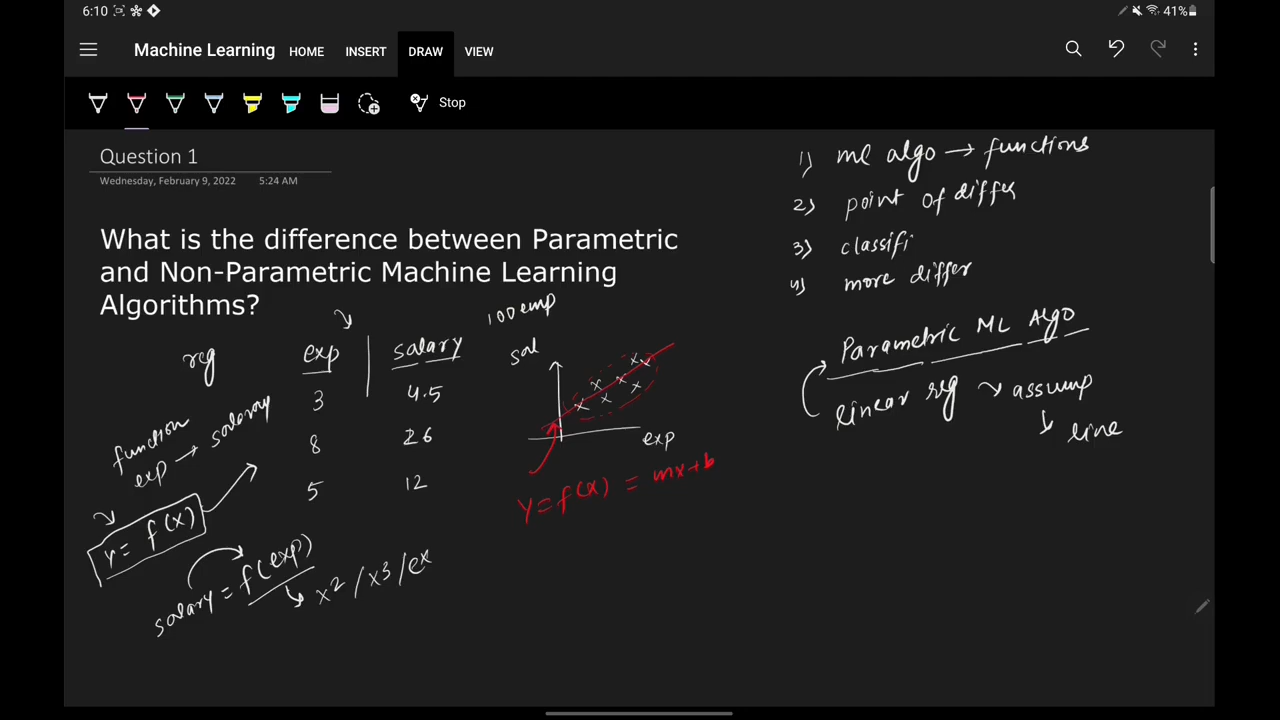 6:10
41%
Machine Learning HOME INSERT DRAW VIEW
Stop
Question 1
Wednesday, February 9, 2022 5:24 AM
What is the difference between Parametric
and Non-Parametric Machine Learning
Algorithms?
1) ml algo → functions
2) point of differ
3) classifi
4) more differ
Parametric ML Algo
linear reg → assump
↓ line
reg
exp | salary
3 4.5
8 26
5 12
function
exp → salaray
y = f(x)
salary = f(exp)
x2 / x3 / ex
100 emp
sal
exp
y = f(x) = mx+b